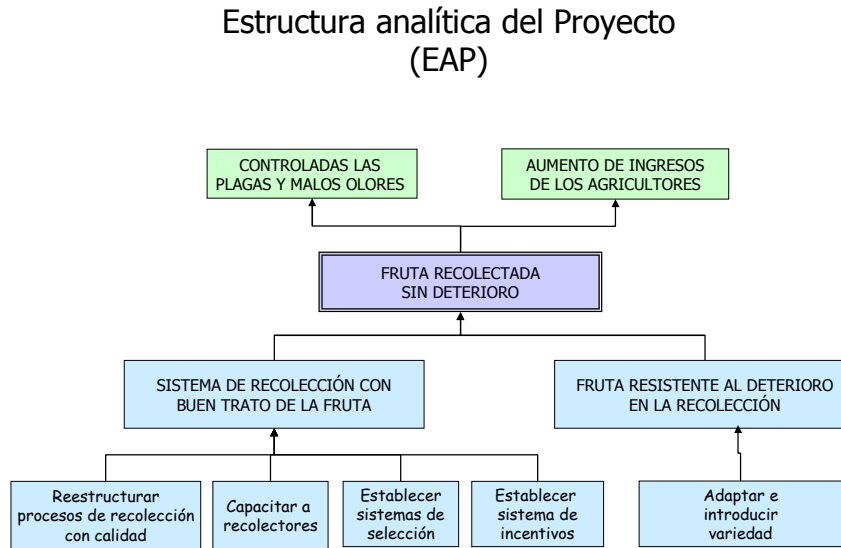 Estructura analítica del Proyecto
(EAP)
CONTROLADAS LAS
PLAGAS Y MALOS OLORES
AUMENTO DE INGRESOS
DE LOS AGRICULTORES
FRUTA RECOLECTADA
SIN DETERIORO
SISTEMA DE RECOLECCIÓN CON
BUEN TRATO DE LA FRUTA
FRUTA RESISTENTE AL DETERIORO
EN LA RECOLECCIÓN
Reestructurar
procesos de recolección
con calidad
Capacitar a
recolectores
Establecer
sistemas de
selección
Establecer
sistema de
incentivos
Adaptar e
introducir
variedad